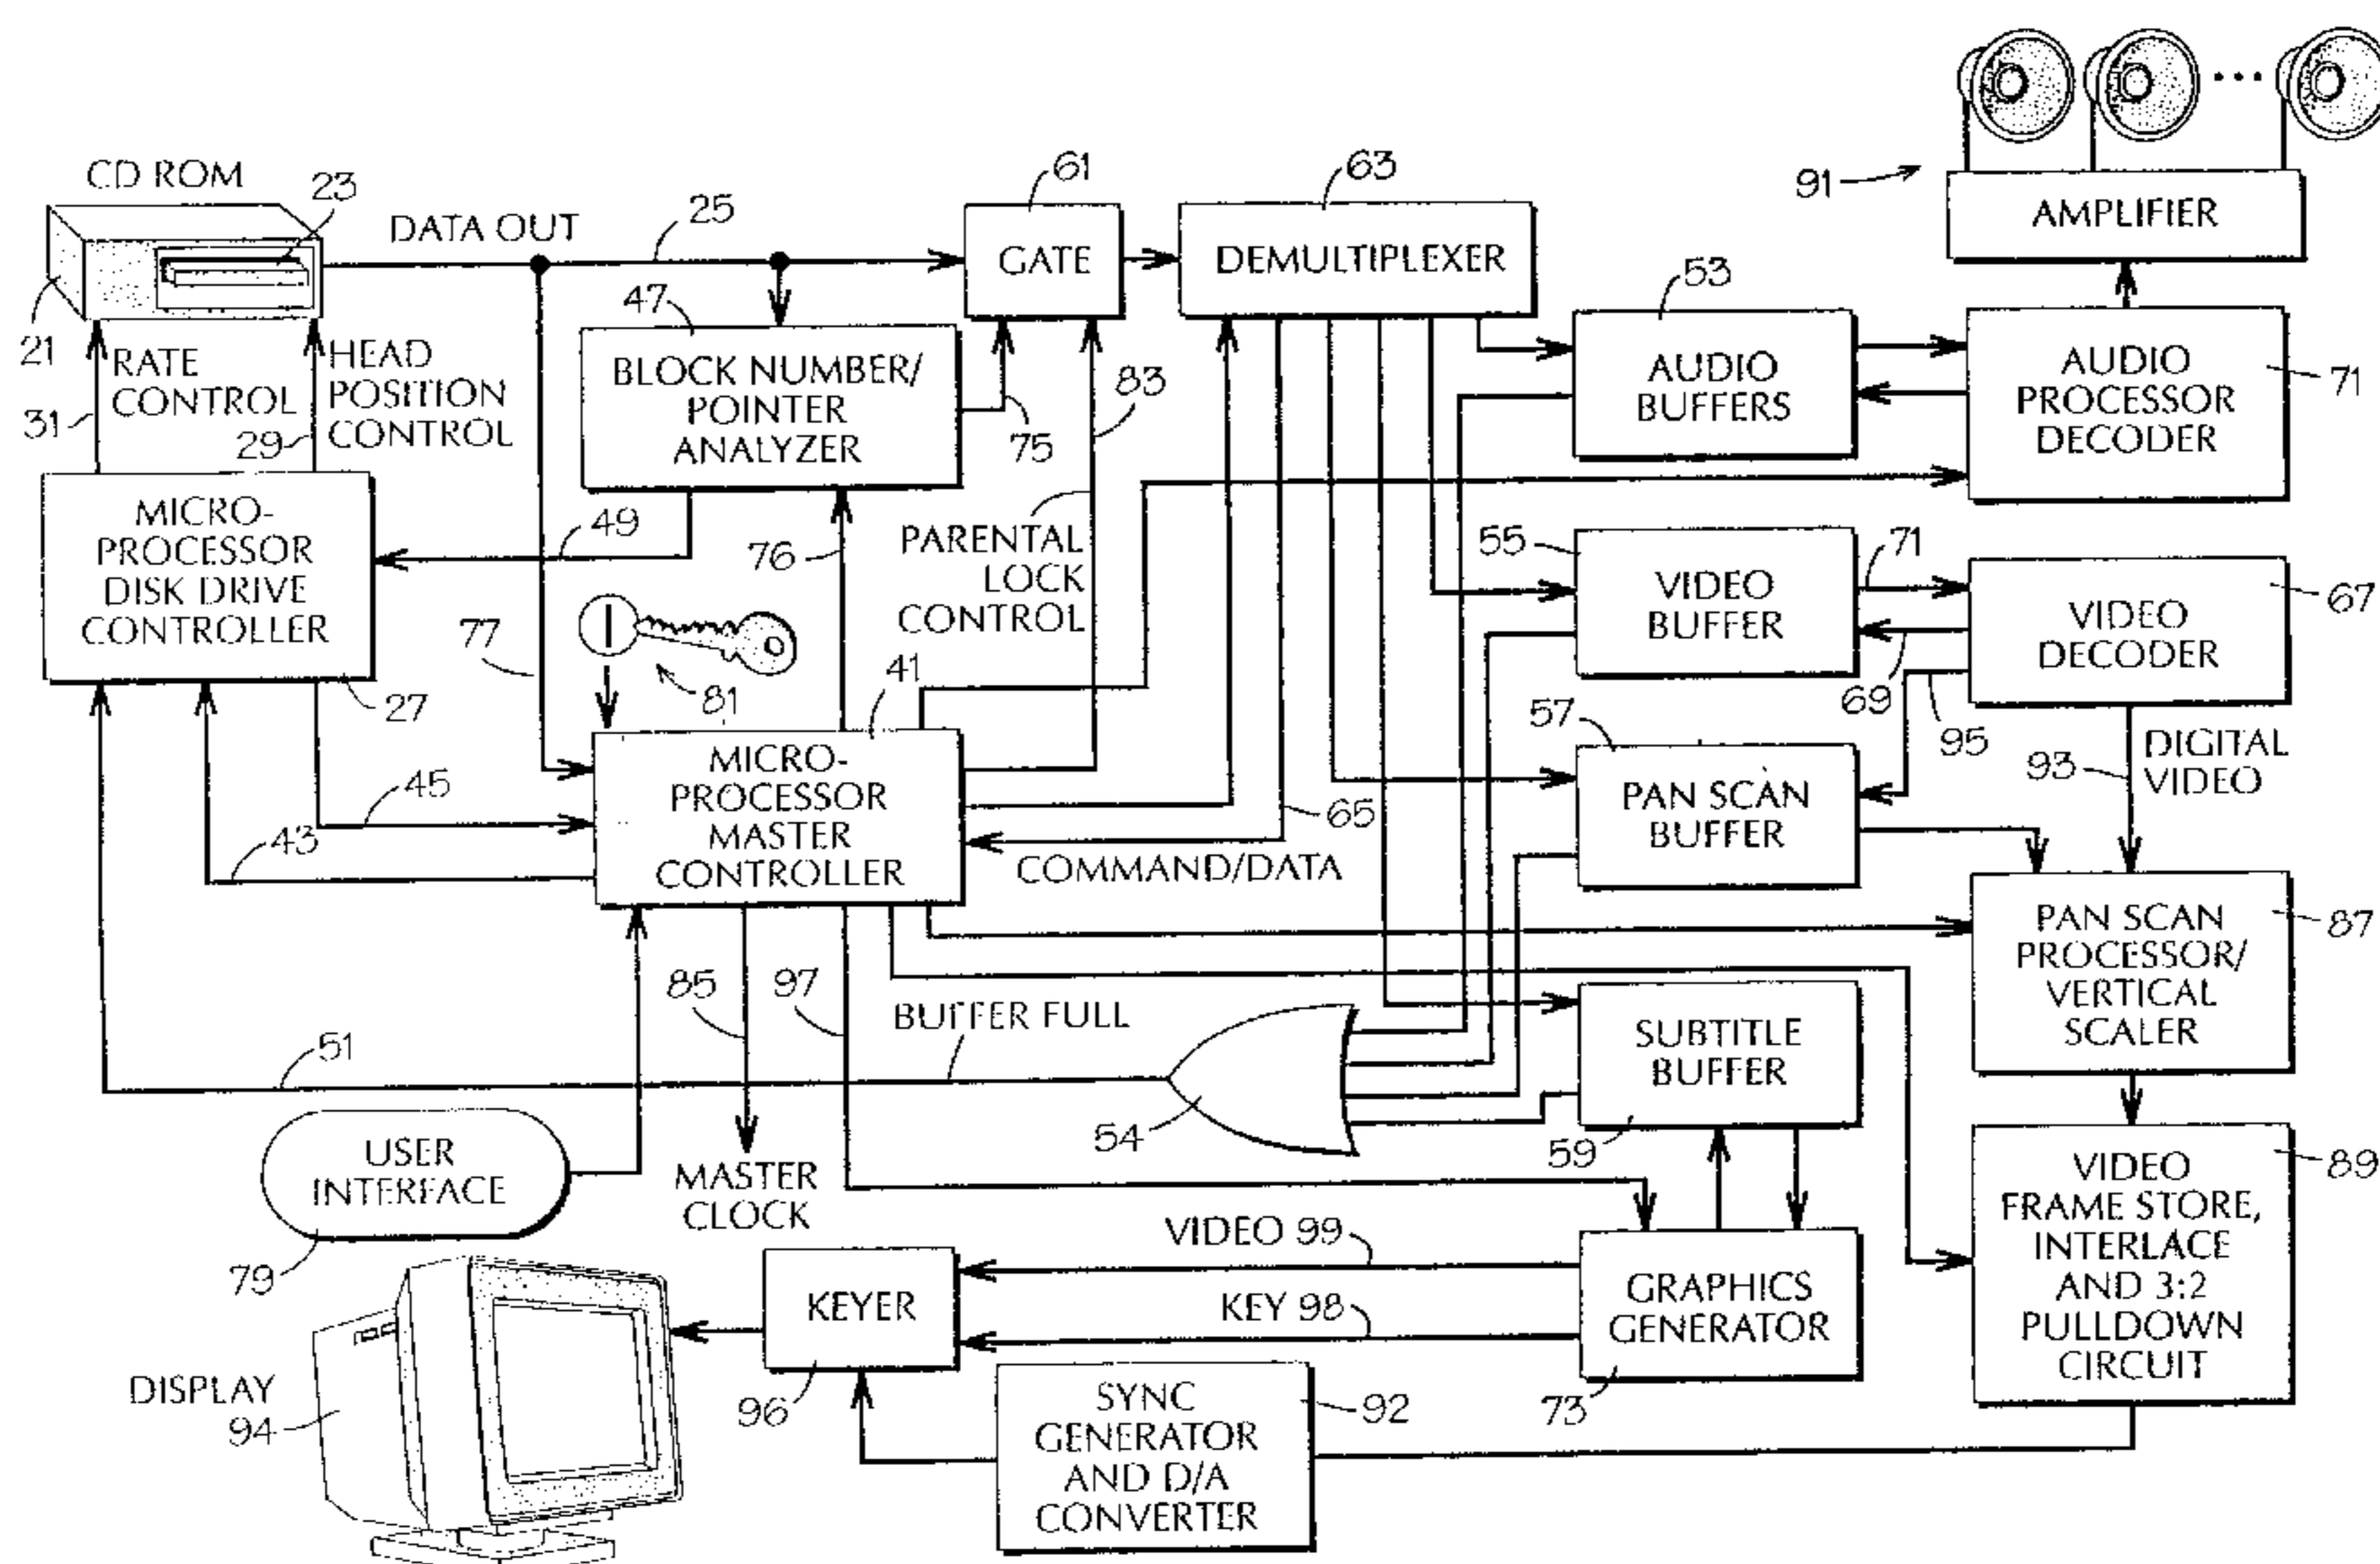 CD ROM
23
DATA OUT
25
61
63
91
AMPLIFIER
GATE
DEMULTIPLEXER
21
47
53
RATE
CONTROL
31
HEAD
POSITION
CONTROL
29
BLOCK NUMBER/
POINTER
ANALYZER
75
83
AUDIO
BUFFERS
AUDIO
PROCESSOR
DECODER
71
MICRO-
PROCESSOR
DISK DRIVE
CONTROLLER
27
49
76
77
PARENTAL
LOCK
CONTROL
55
VIDEO
BUFFER
71
69
VIDEO
DECODER
67
81
41
57
95
93
DIGITAL
VIDEO
MICRO-
PROCESSOR
MASTER
CONTROLLER
45
43
65
COMMAND/DATA
PAN SCAN
BUFFER
PAN SCAN
PROCESSOR/
VERTICAL
SCALER
87
85
97
BUFFER FULL
51
54
SUBTITLE
BUFFER
59
USER
INTERFACE
79
MASTER
CLOCK
VIDEO 99
KEY 98
KEYER
96
GRAPHICS
GENERATOR
73
VIDEO
FRAME STORE,
INTERLACE
AND 3:2
PULLDOWN
CIRCUIT
89
DISPLAY
94
SYNC
GENERATOR
AND D/A
CONVERTER
92